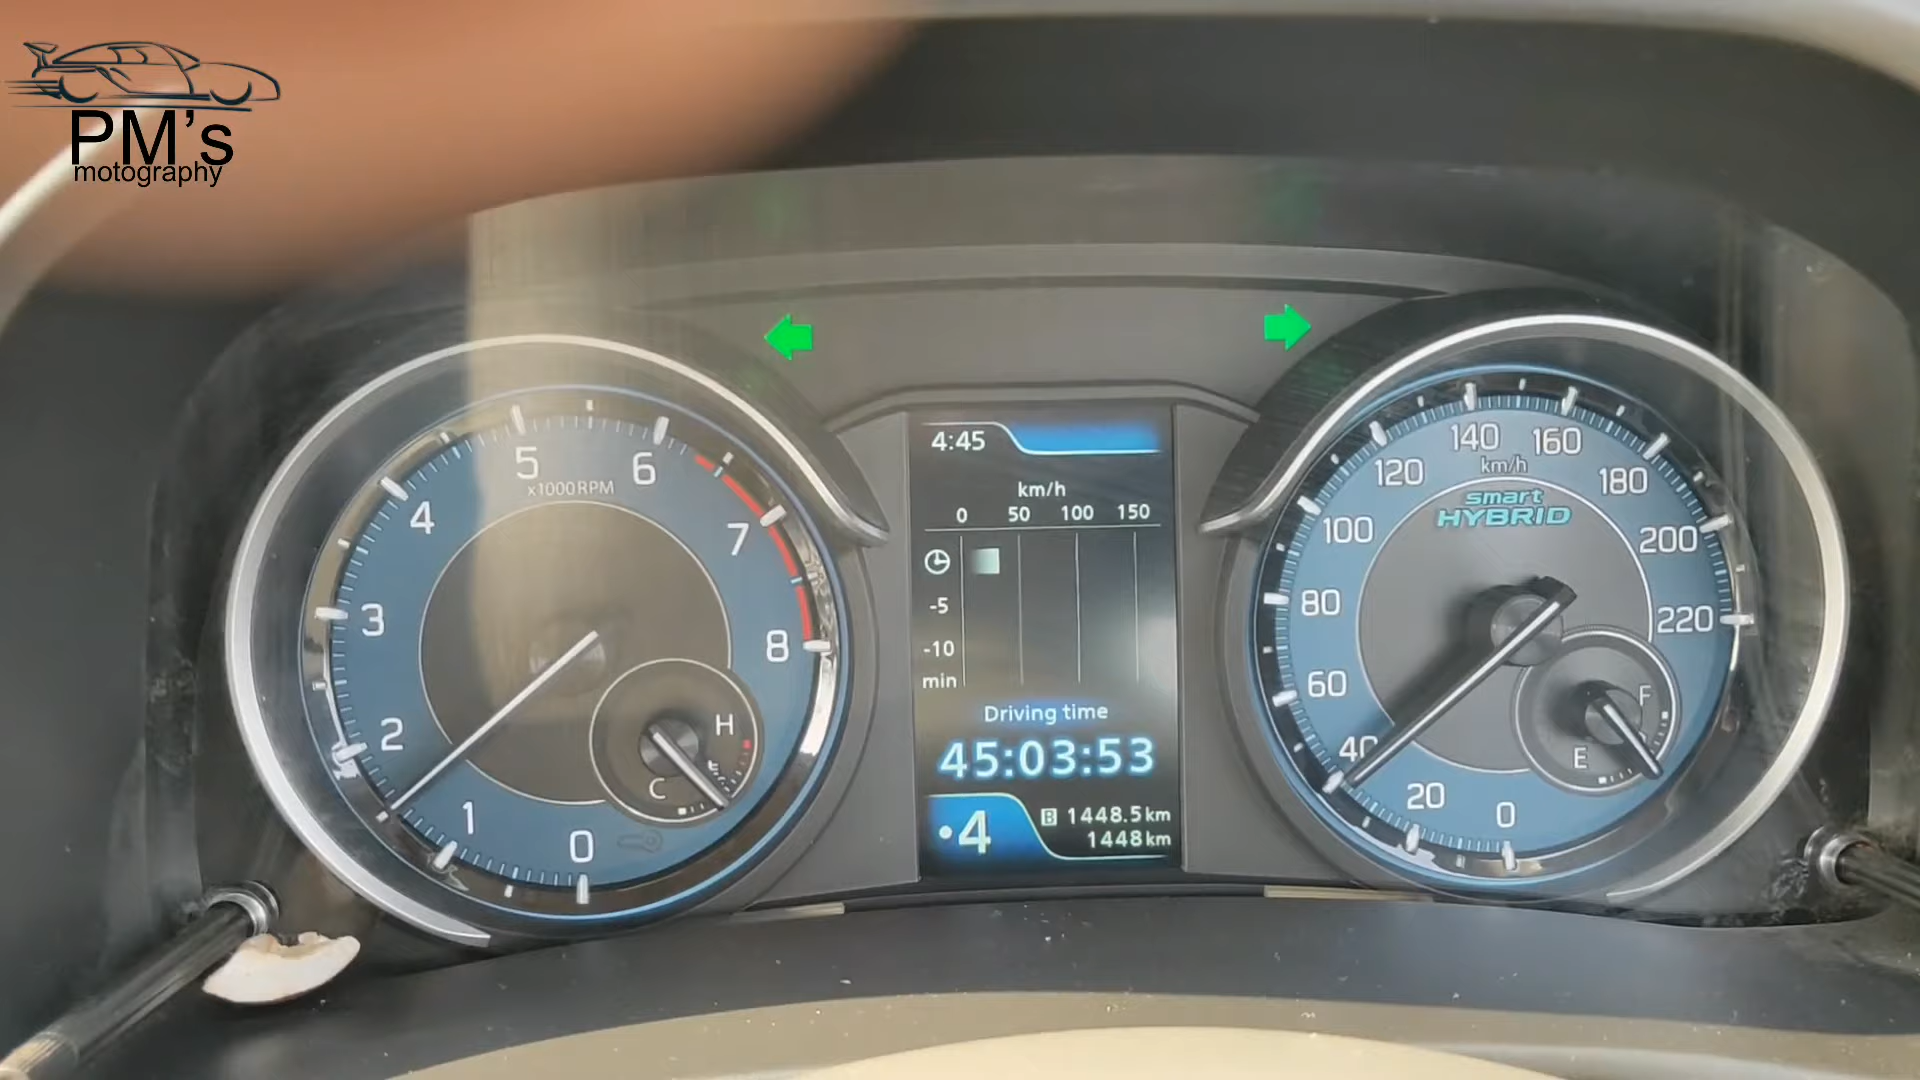 PM's
motography
4:45
km/h
0 50 100 150
-5
-10
min
Driving time
45:03:53
4
B 1448.5 km
1448 km
0
1
2
3
4
5
6
7
8
x1000RPM
C
H
0
20
40
60
80
100
120
140
160
180
200
220
km/h
smart
HYBRID
E
F